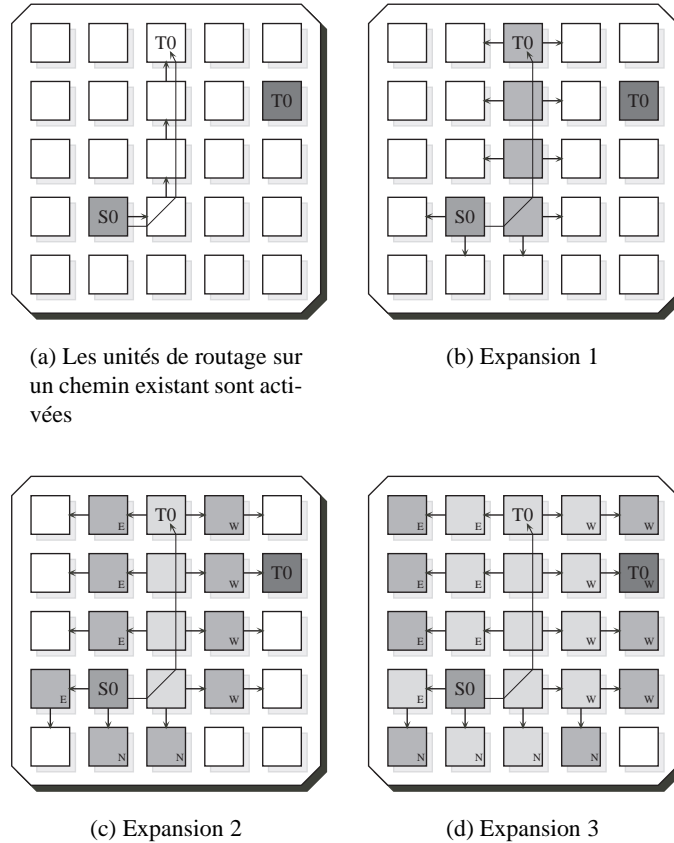 T0
T0
S0
T0
T0
S0
(a) Les unités de routage sur
un chemin existant sont acti-
vées
(b) Expansion 1
E T0 W
E W T0
E W
E S0 W
N N
E E T0 W W
E E W T0 W
E E W W
E S0 W W
N N N N
(c) Expansion 2
(d) Expansion 3